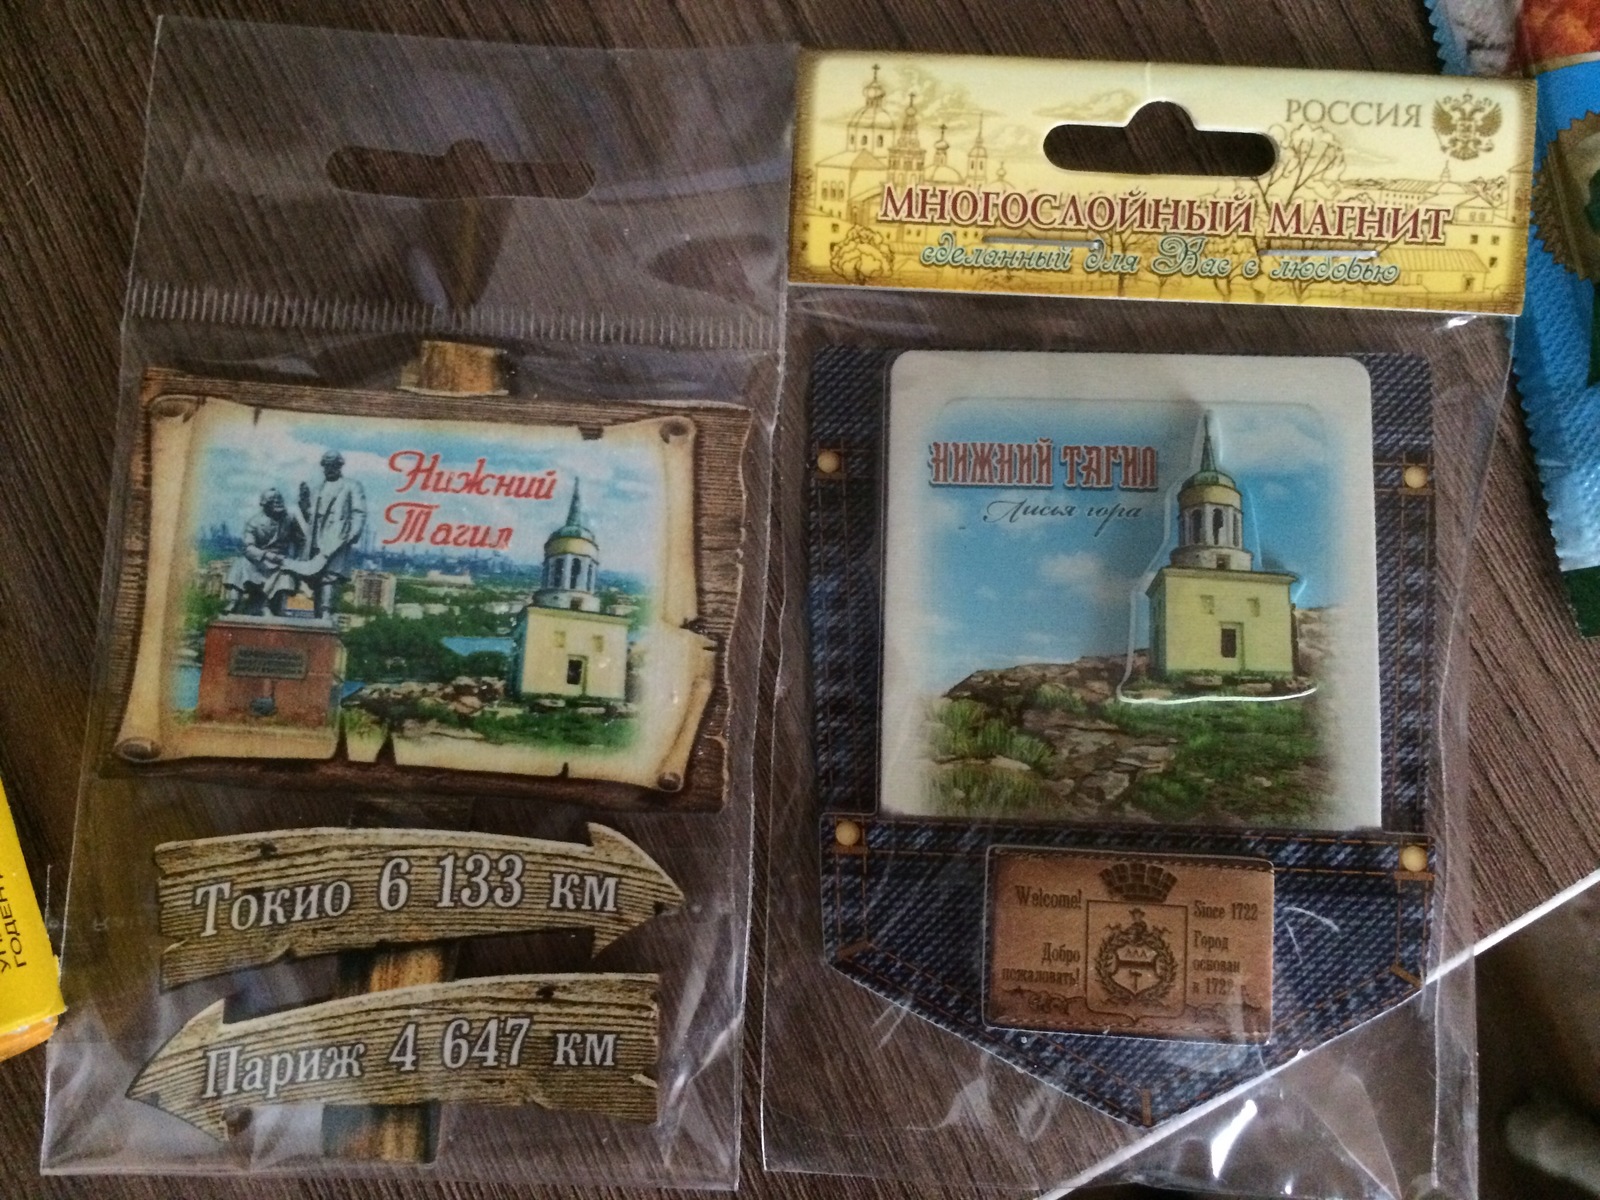 Нижний
Тагил
Токио 6 133 км
Париж 4 647 км
РОССИЯ
МНОГОСЛОЙНЫЙ МАГНИТ
сделанный для Вас с любовью
НИЖНИЙ ТАГИЛ
Лисья гора
Welcome!
Добро
пожаловать!
Since 1722
Город
основан
в 1722 г.